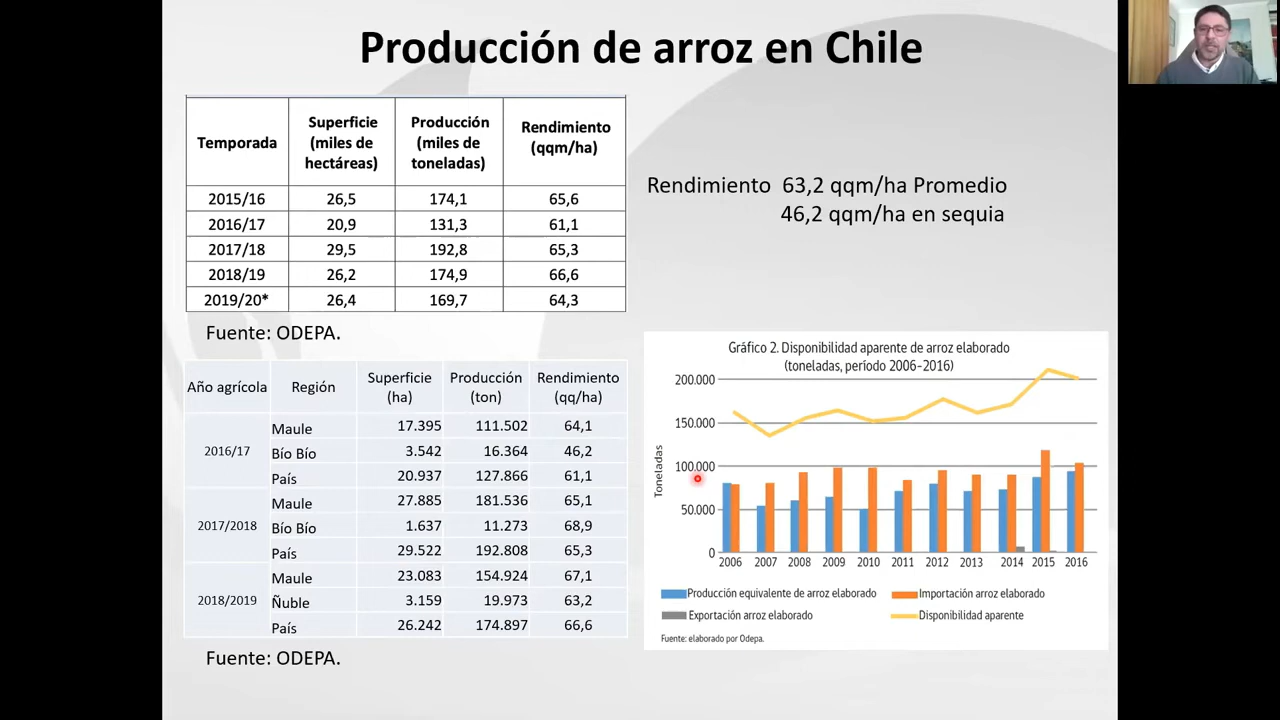 Producción de arroz en Chile
Temporada Superficie (miles de hectáreas) Producción (miles de toneladas) Rendimiento (qqm/ha)
2015/16 26,5 174,1 65,6
2016/17 20,9 131,3 61,1
2017/18 29,5 192,8 65,3
2018/19 26,2 174,9 66,6
2019/20* 26,4 169,7 64,3
Fuente: ODEPA.
Rendimiento 63,2 qqm/ha Promedio
46,2 qqm/ha en sequia
Año agrícola Región Superficie (ha) Producción (ton) Rendimiento (qq/ha)
2016/17
Maule 17.395 111.502 64,1
Bío Bío 3.542 16.364 46,2
País 20.937 127.866 61,1
2017/2018
Maule 27.885 181.536 65,1
Bío Bío 1.637 11.273 68,9
País 29.522 192.808 65,3
2018/2019
Maule 23.083 154.924 67,1
Ñuble 3.159 19.973 63,2
País 26.242 174.897 66,6
Fuente: ODEPA.
Gráfico 2. Disponibilidad aparente de arroz elaborado
(toneladas, período 2006-2016)
Toneladas
200.000
150.000
100.000
50.000
0
2006 2007 2008 2009 2010 2011 2012 2013 2014 2015 2016
Producción equivalente de arroz elaborado Importación arroz elaborado
Exportación arroz elaborado Disponibilidad aparente
Fuente: elaborado por Odepa.